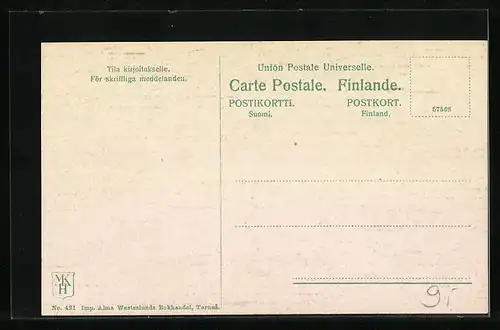 Tila kirjoitukselle.
För skriftliga meddelanden.
Union Postale Universelle.
Carte Postale. Finlande.
POSTIKORTTI. POSTKORT.
Suomi. Finland.
57568
MK
H
No. 421 Imp. Alma Westerlunds Bokhandel, Torneå.